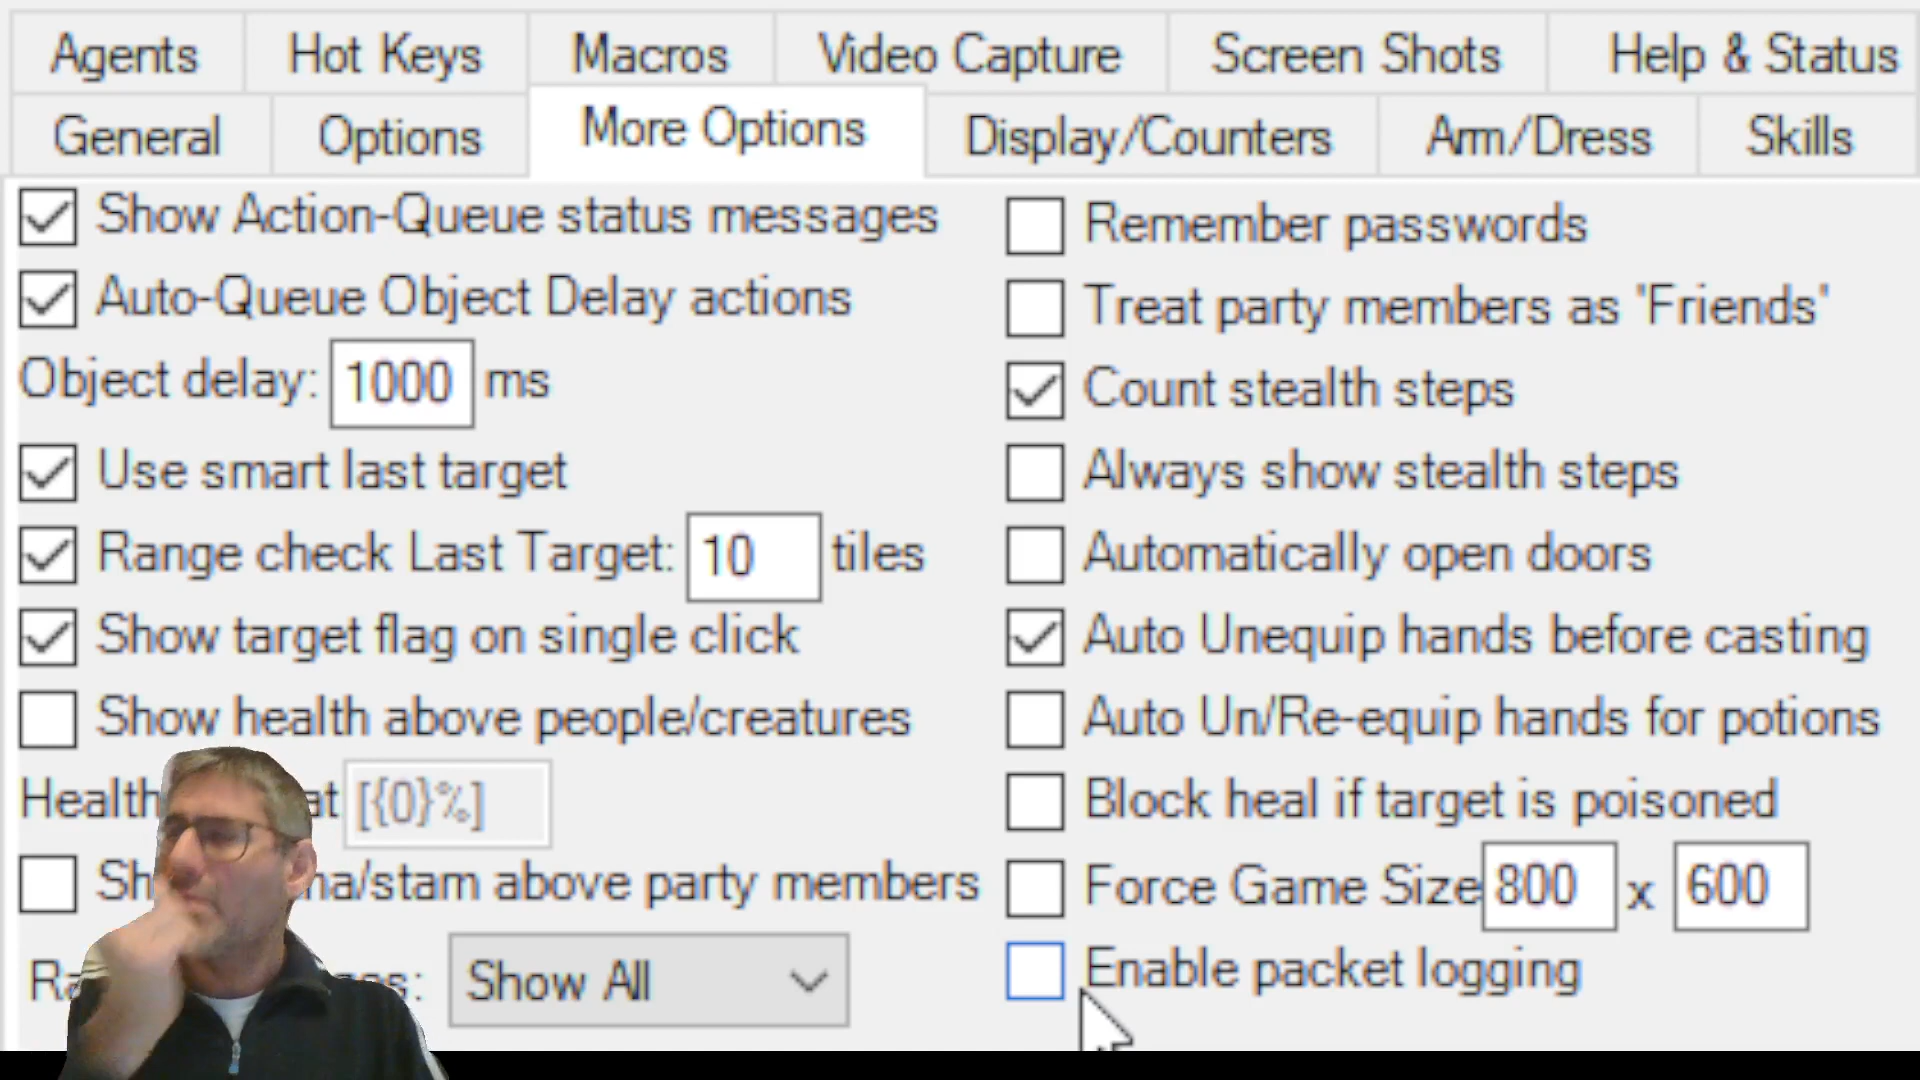 Agents Hot Keys Macros Video Capture Screen Shots Help & Status
General Options More Options Display/Counters Arm/Dress Skills
Show Action-Queue status messages
Auto-Queue Object Delay actions
Object delay: 1000 ms
Use smart last target
Range check Last Target: 10 tiles
Show target flag on single click
Show health above people/creatures
Health at [{0}%]
above party members
Show All
Remember passwords
Treat party members as 'Friends'
Count stealth steps
Always show stealth steps
Automatically open doors
Auto Unequip hands before casting
Auto Un/Re-equip hands for potions
Block heal if target is poisoned
Force Game Size 800 x 600
Enable packet logging